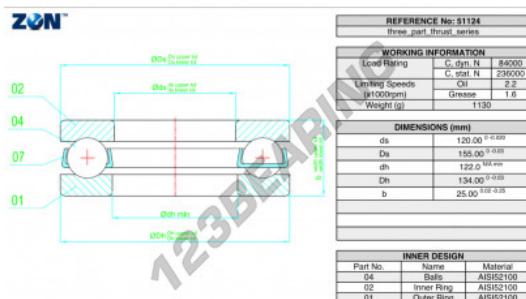 ZEN
REFERENCE No: 51124
three_part_thrust_series
WORKING INFORMATION
Load Rating C, dyn. N 84000
C, stat. N 236000
Limiting Speeds Oil 2.2
(x1000rpm) Grease 1.6
Weight (g) 1130
DIMENSIONS (mm)
ds 120.00
Ds 155.00
dh 122.0
Dh 134.00
b 25.00
INNER DESIGN
Part No. Name Material
04 Balls AISI52100
02 Inner Ring AISI52100
01 Outer Ring AISI52100
ØDs
Øds
02
04
07
01
Ødh min
ØDh
b
123BEARING